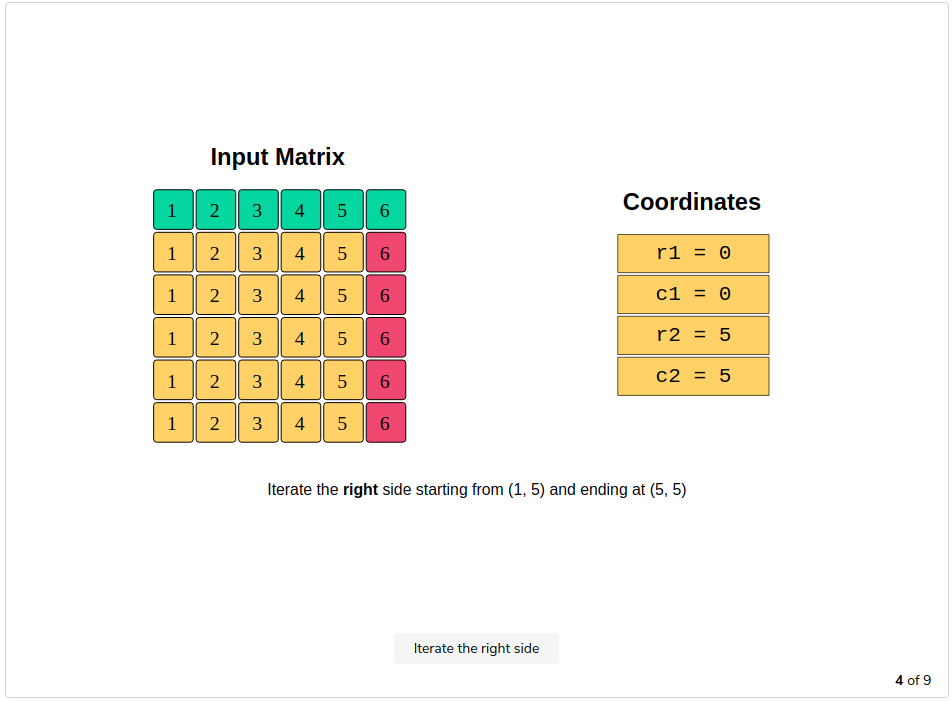 Input Matrix
1 2 3 4 5 6
1 2 3 4 5 6
1 2 3 4 5 6
1 2 3 4 5 6
1 2 3 4 5 6
1 2 3 4 5 6
Coordinates
r1 = 0
c1 = 0
r2 = 5
c2 = 5
Iterate the right side starting from (1, 5) and ending at (5, 5)
Iterate the right side
4 of 9